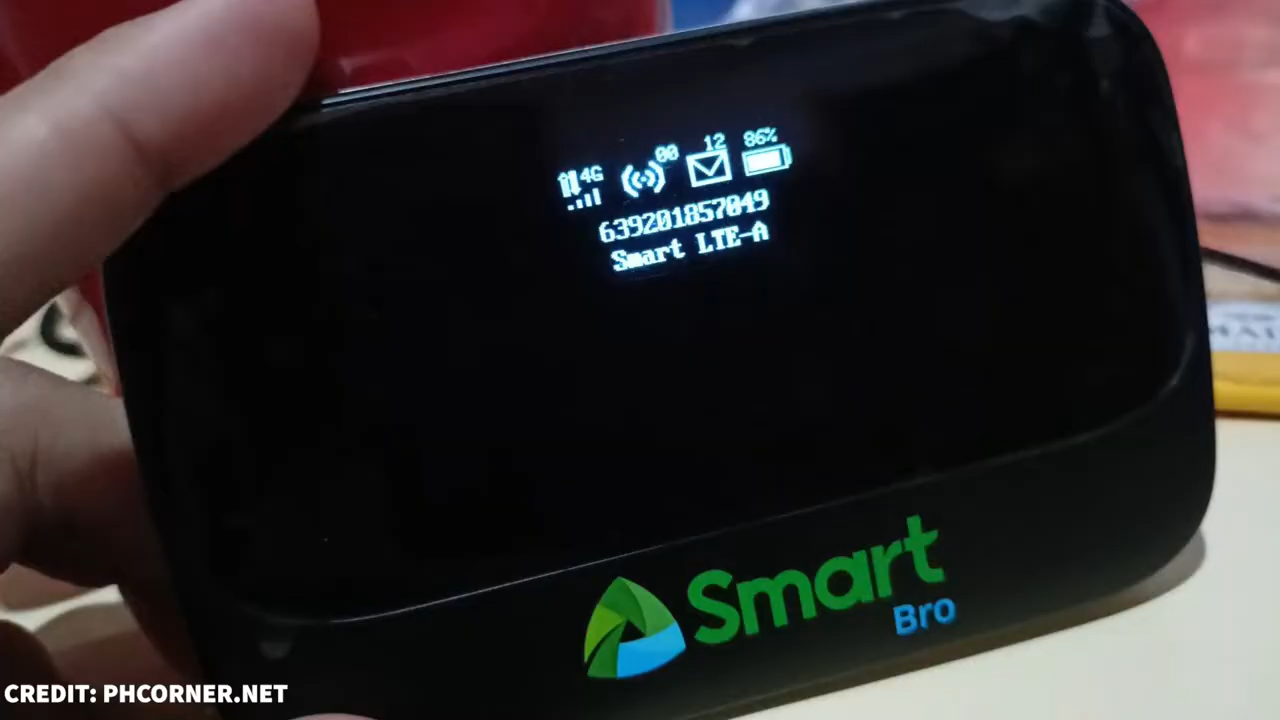 4G 00 12 86%
639201857049
Smart LTE-A
Smart
Bro
CREDIT: PHCORNER.NET